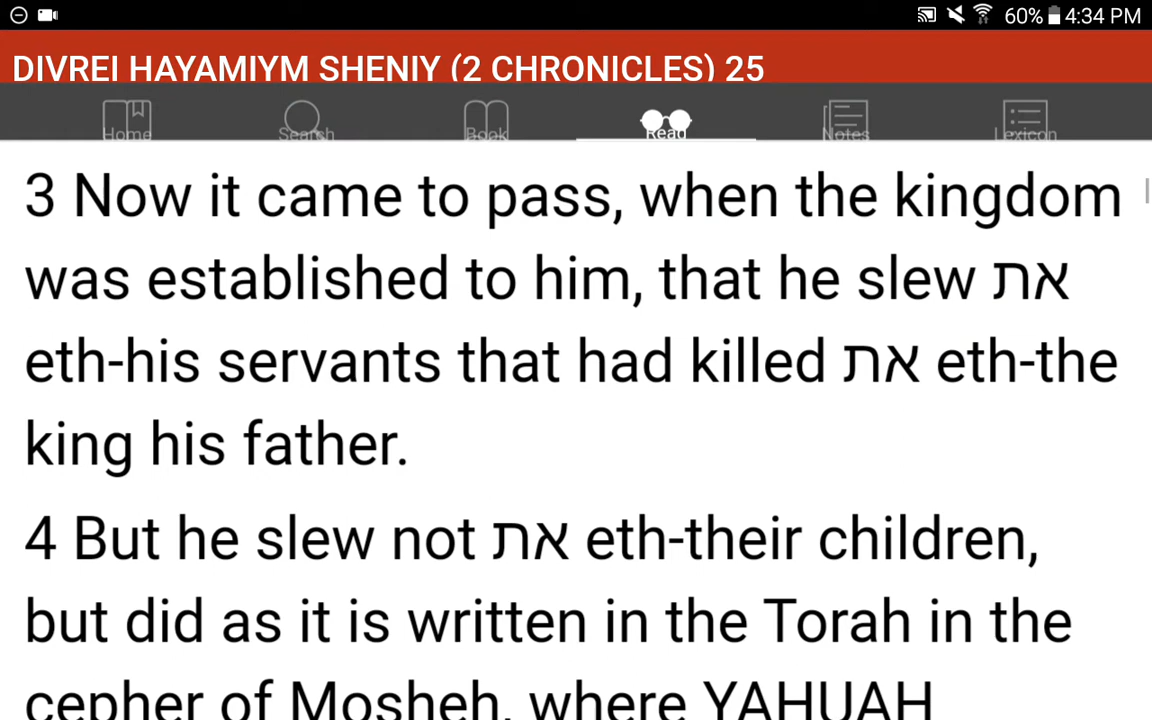 60% 4:34 PM
DIVREI HAYAMIYM SHENIY (2 CHRONICLES) 25
Home Search Book Read Notes Lexicon
3 Now it came to pass, when the kingdom
was established to him, that he slew את
eth-his servants that had killed את eth-the
king his father.
4 But he slew not את eth-their children,
but did as it is written in the Torah in the
cepher of Mosheh, where YAHUAH